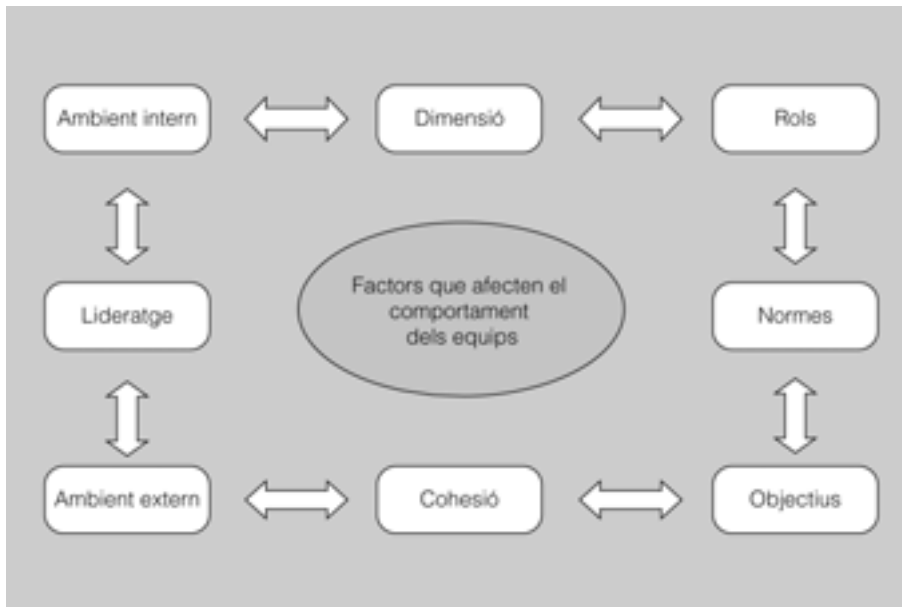 Ambient intern
Dimensió
Rols
Lideratge
Factors que afecten el
comportament
dels equips
Normes
Ambient extern
Cohesió
Objectius